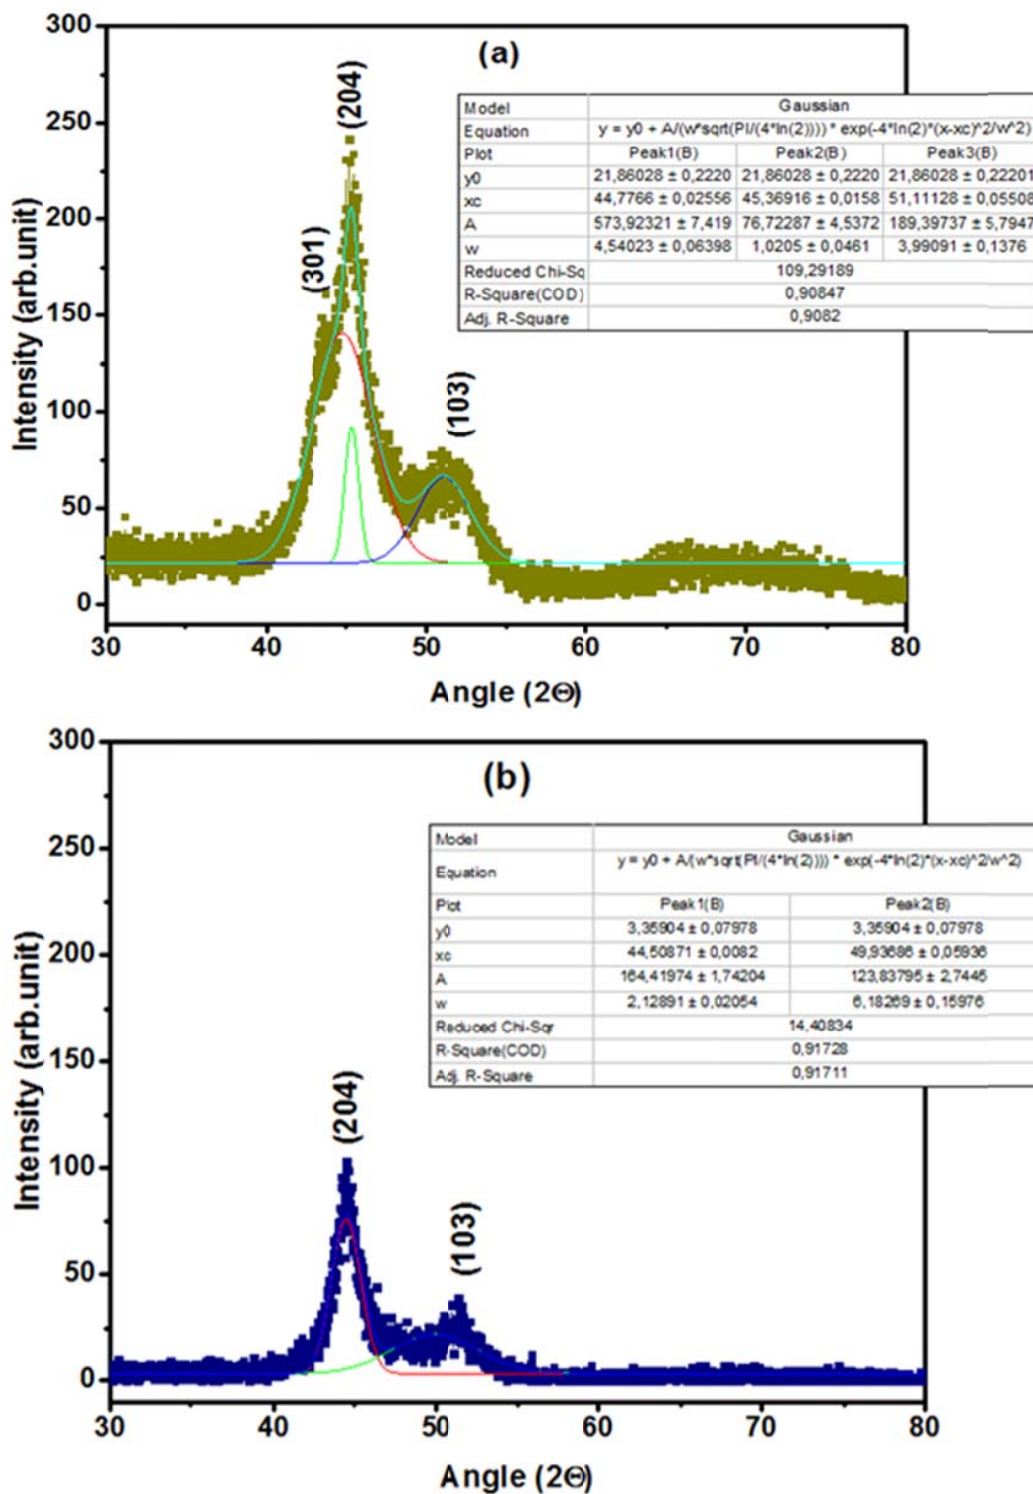 (a)
300
250
200
150
100
50
0
Intensity (arb.unit)
(301)
(204)
(103)
Model Gaussian
Equation y = y0 + A/(w*sqrt(PI/(4*ln(2)))) * exp(-4*ln(2)*(x-xc)^2/w^2)
Plot Peak1(B) Peak2(B) Peak3(B)
y0 21,86028 ± 0,2220 21,86028 ± 0,2220 21,86028 ± 0,22201
xc 44,7766 ± 0,02556 45,36916 ± 0,0158 51,11128 ± 0,05508
A 573,92321 ± 7,419 76,72287 ± 4,5372 189,39737 ± 5,7947
w 4,54023 ± 0,06398 1,0205 ± 0,0461 3,99091 ± 0,1376
Reduced Chi-Sq 109,29189
R-Square(COD) 0,90847
Adj. R-Square 0,9082
30 40 50 60 70 80
Angle (2Θ)
(b)
300
250
200
150
100
50
0
Intensity (arb.unit)
(204)
(103)
Model Gaussian
Equation y = y0 + A/(w*sqrt(PI/(4*ln(2)))) * exp(-4*ln(2)*(x-xc)^2/w^2)
Plot Peak1(B) Peak2(B)
y0 3,35904 ± 0,07978 3,35904 ± 0,07978
xc 44,50871 ± 0,0082 49,93686 ± 0,05936
A 164,41974 ± 1,74204 123,83795 ± 2,7445
w 2,12891 ± 0,02054 6,18269 ± 0,15976
Reduced Chi-Sqr 14,40834
R-Square(COD) 0,91728
Adj. R-Square 0,91711
30 40 50 60 70 80
Angle (2Θ)